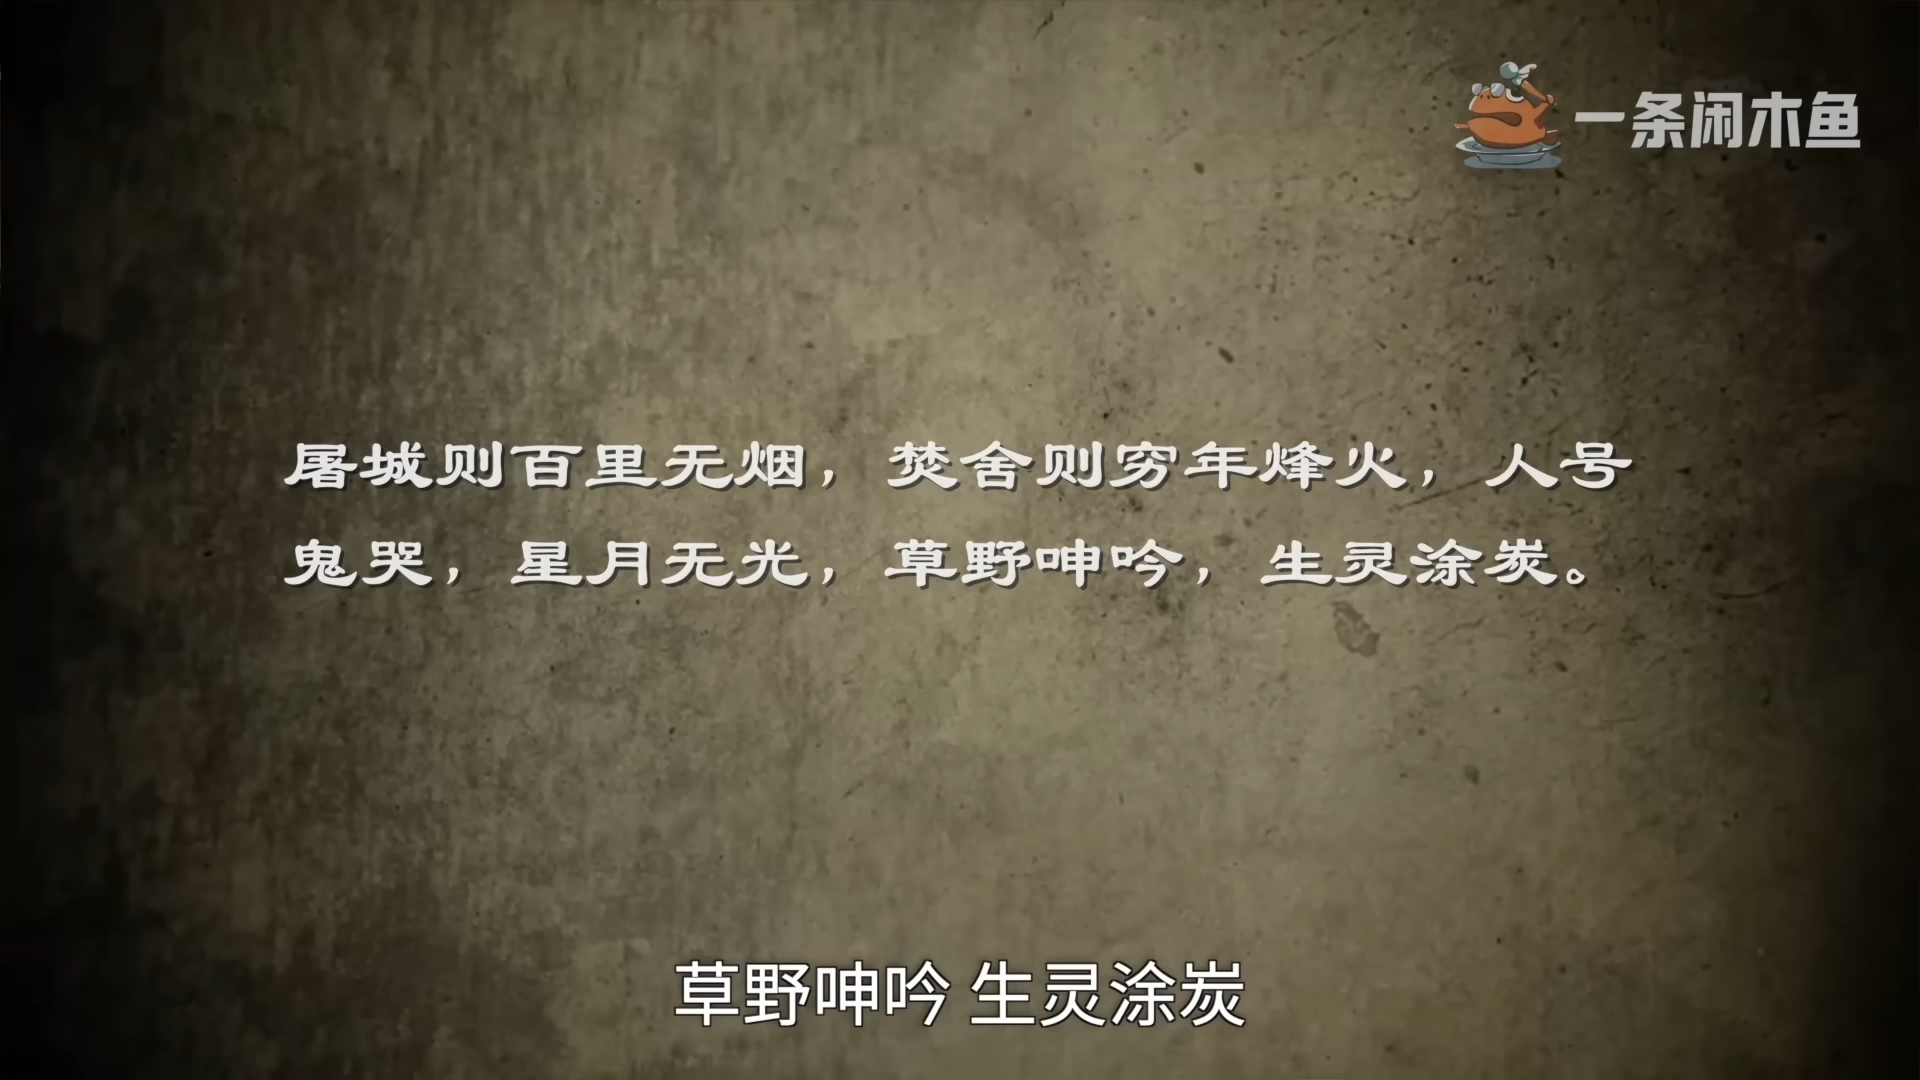 一条闹木鱼
屠城则百里无烟，焚舍则穷年烽火，人号
鬼哭，星月无光，草野呻吟，生灵涂炭。
草野呻吟 生灵涂炭